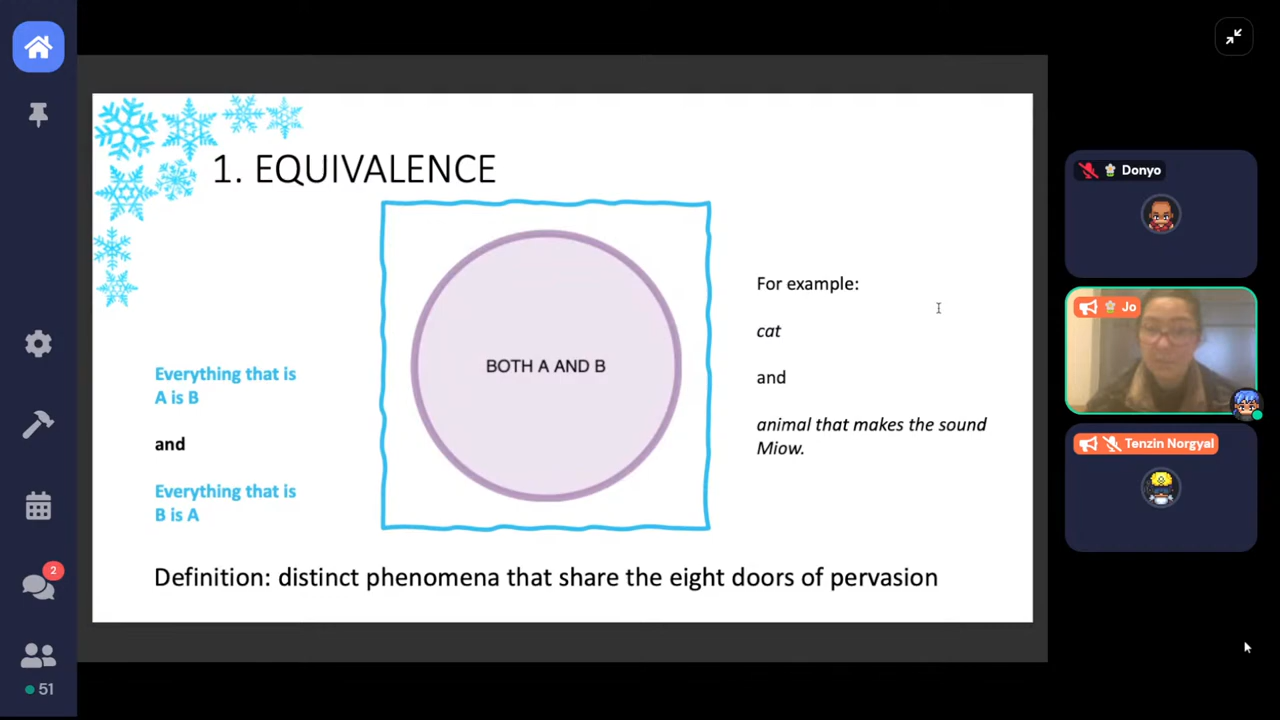 1. EQUIVALENCE
Everything that is
A is B
and
Everything that is
B is A
BOTH A AND B
For example:
cat
and
animal that makes the sound
Miow.
Definition: distinct phenomena that share the eight doors of pervasion
Donyo
Jo
Tenzin Norgyal
2
51